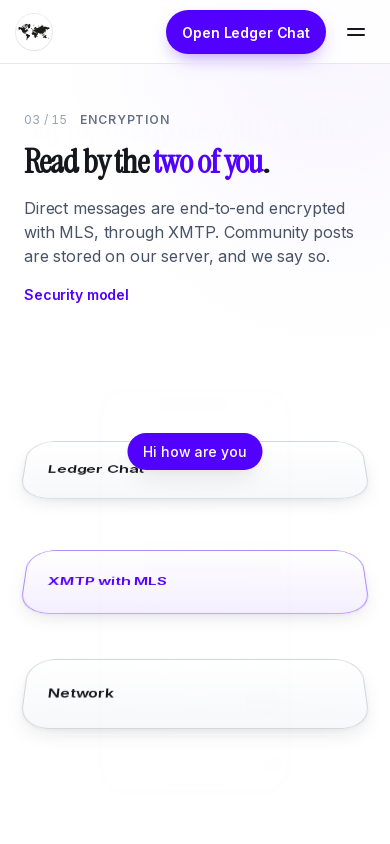 Open Ledger Chat
03 / 15 ENCRYPTION
Read by the two of you.
Direct messages are end-to-end encrypted
with MLS, through XMTP. Community posts
are stored on our server, and we say so.
Security model
Hi how are you
Ledger Chat
XMTP with MLS
Network